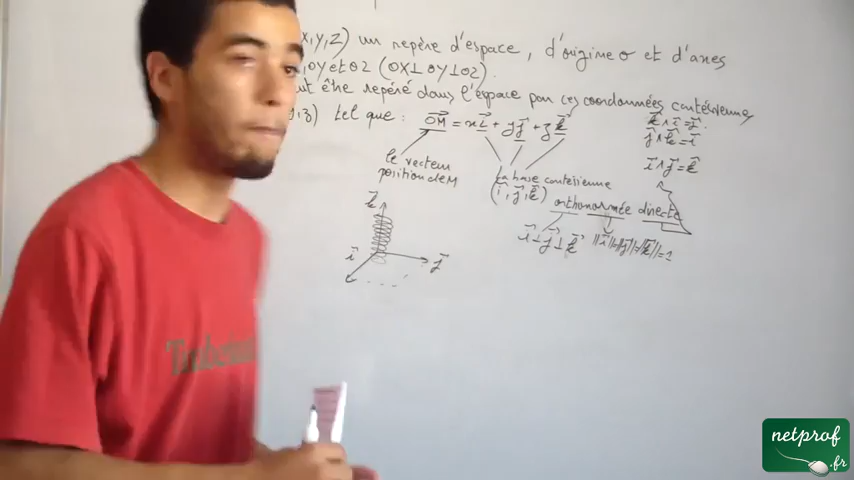 x,y,z) un repère d'espace, d'origine o et d'axes
, oy et oz (ox⊥oy⊥oz).
ut être repéré dans l'espace par ces coordonnées cartésienne
,z) tel que : OM⃗ = x i⃗ + y j⃗ + z k⃗
k⃗ ∧ i⃗ = j⃗.
j⃗ ∧ k⃗ = i⃗
i⃗ ∧ j⃗ = k⃗
le vecteur
position de M
La base cartésienne
(i⃗, j⃗, k⃗) orthonormée directe
i⃗ ⊥ j⃗ ⊥ k⃗ ||i⃗||=||j⃗||=||k⃗||=1
k⃗
i⃗
j⃗
Timberland
netprof
.fr